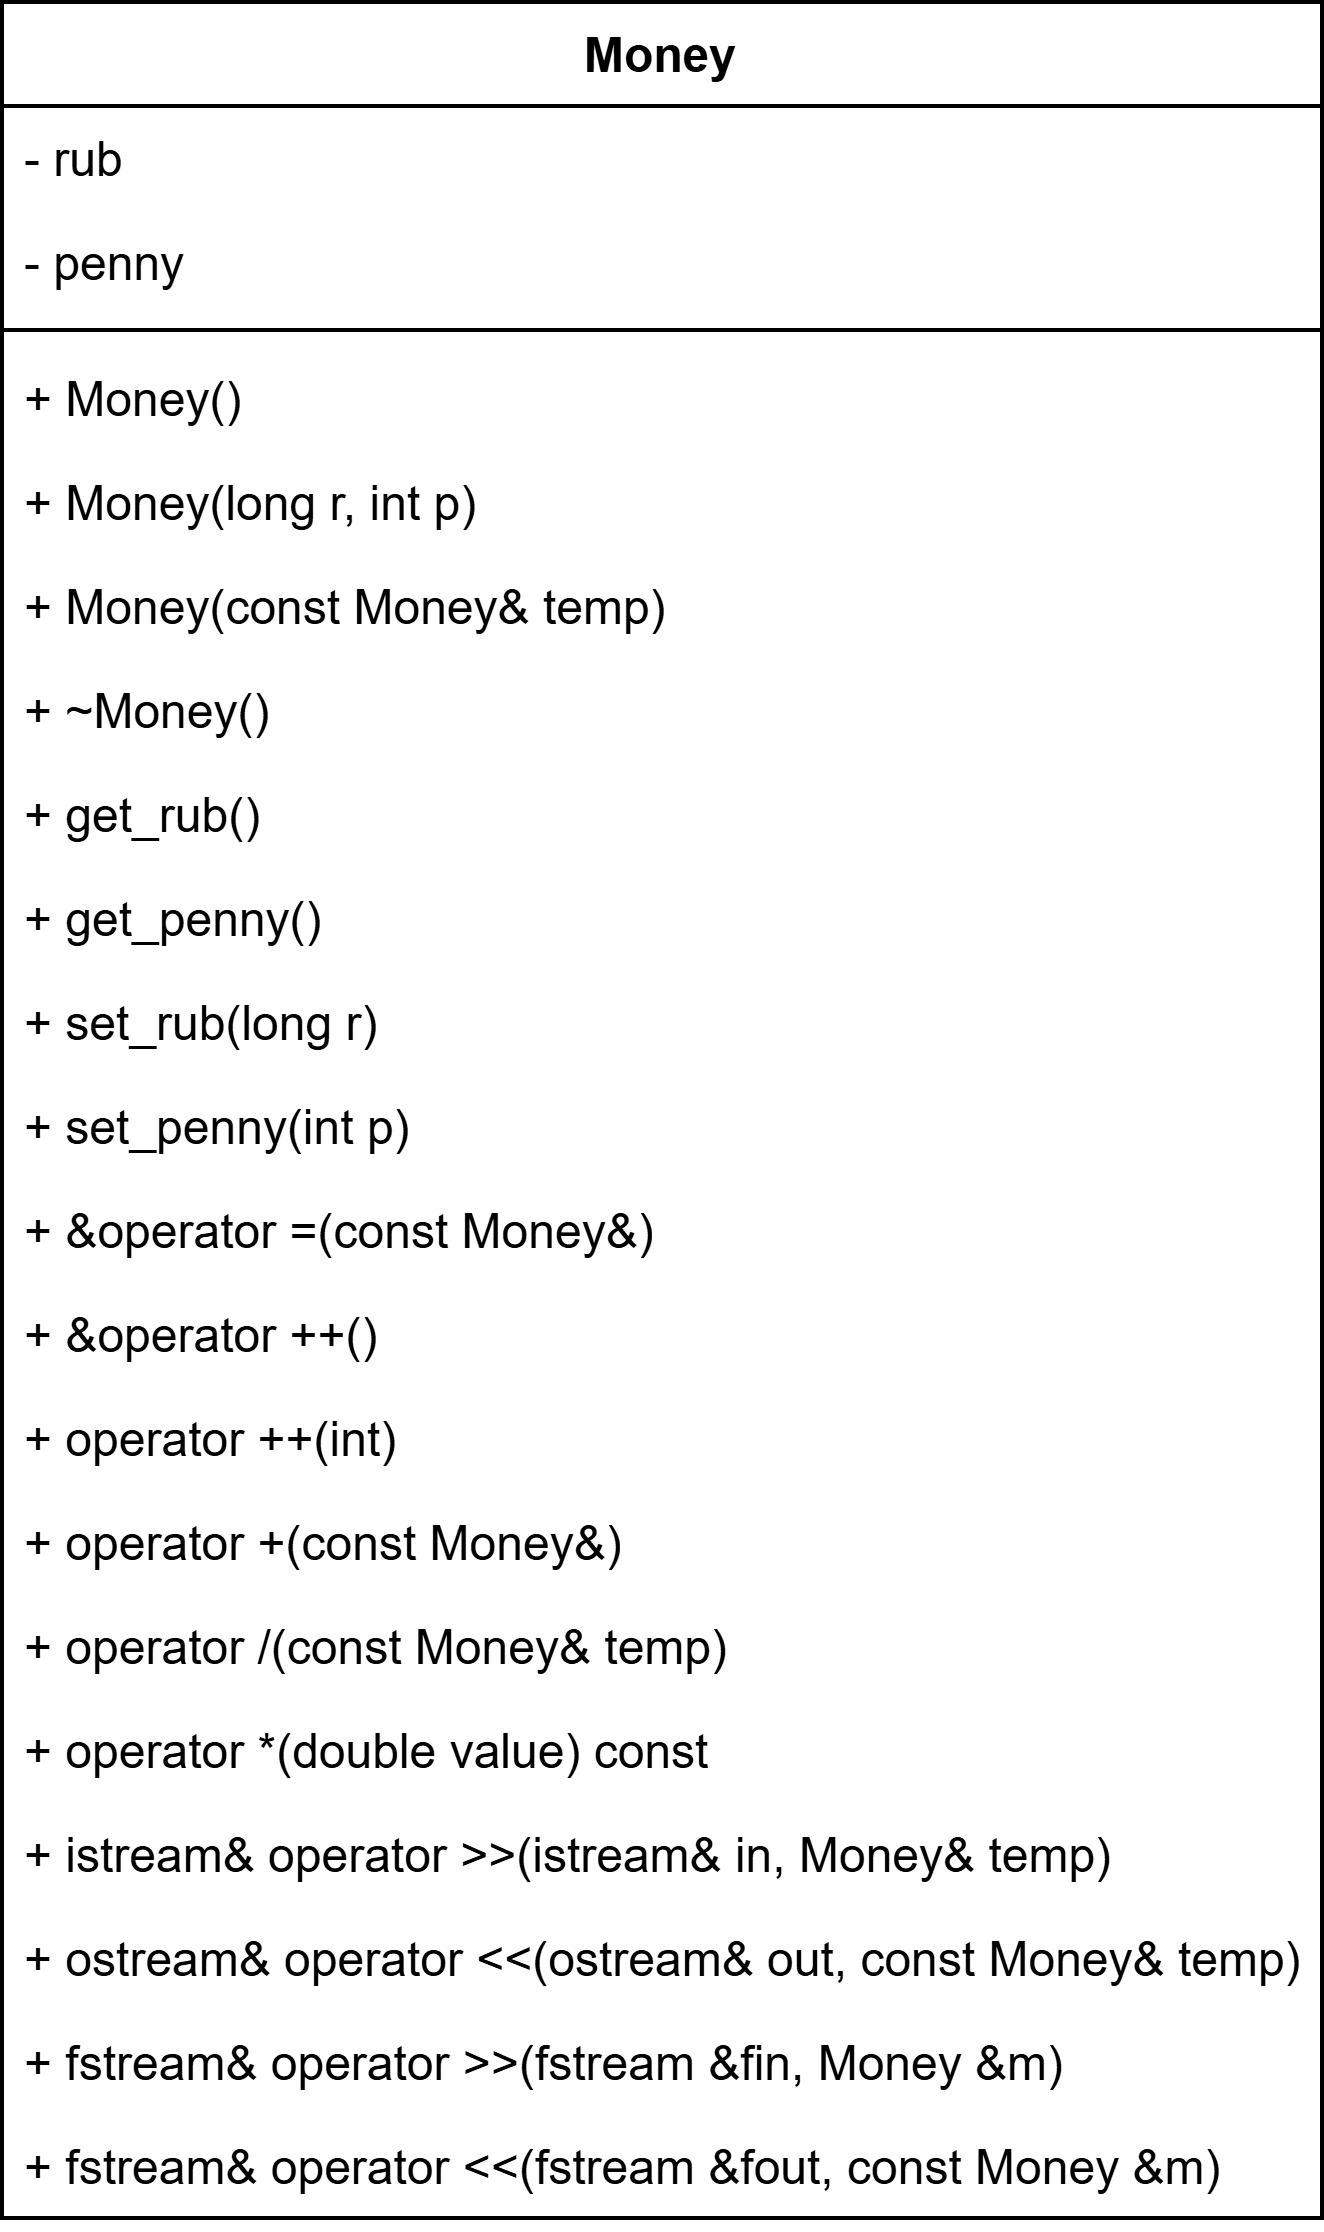 Money
- rub
- penny
+ Money()
+ Money(long r, int p)
+ Money(const Money& temp)
+ ~Money()
+ get_rub()
+ get_penny()
+ set_rub(long r)
+ set_penny(int p)
+ &operator =(const Money&)
+ &operator ++()
+ operator ++(int)
+ operator +(const Money&)
+ operator /(const Money& temp)
+ operator *(double value) const
+ istream& operator >>(istream& in, Money& temp)
+ ostream& operator <<(ostream& out, const Money& temp)
+ fstream& operator >>(fstream &fin, Money &m)
+ fstream& operator <<(fstream &fout, const Money &m)